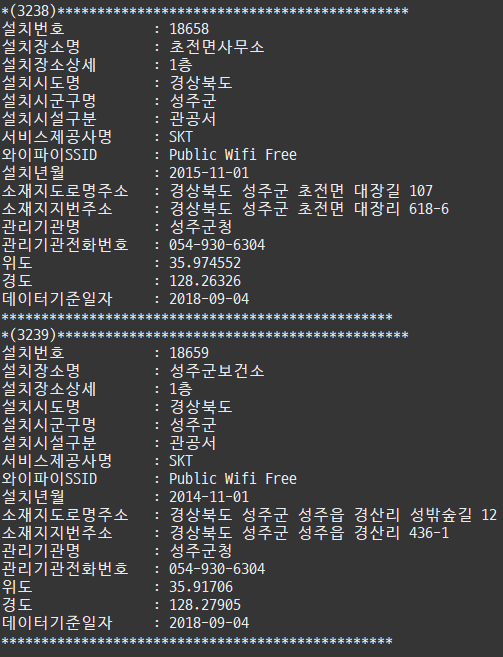 *(3238)********************************************
설치번호 : 18658
설치장소명 : 초전면사무소
설치장소상세 : 1층
설치시도명 : 경상북도
설치시군구명 : 성주군
설치시설구분 : 관공서
서비스제공사명 : SKT
와이파이SSID : Public Wifi Free
설치년월 : 2015-11-01
소재지도로명주소 : 경상북도 성주군 초전면 대장길 107
소재지지번주소 : 경상북도 성주군 초전면 대장리 618-6
관리기관명 : 성주군청
관리기관전화번호 : 054-930-6304
위도 : 35.974552
경도 : 128.26326
데이터기준일자 : 2018-09-04
*************************************************
*(3239)********************************************
설치번호 : 18659
설치장소명 : 성주군보건소
설치장소상세 : 1층
설치시도명 : 경상북도
설치시군구명 : 성주군
설치시설구분 : 관공서
서비스제공사명 : SKT
와이파이SSID : Public Wifi Free
설치년월 : 2014-11-01
소재지도로명주소 : 경상북도 성주군 성주읍 경산리 성밖숲길 12
소재지지번주소 : 경상북도 성주군 성주읍 경산리 436-1
관리기관명 : 성주군청
관리기관전화번호 : 054-930-6304
위도 : 35.91706
경도 : 128.27905
데이터기준일자 : 2018-09-04
*************************************************